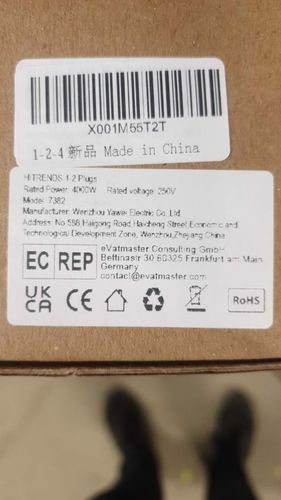 X001M55T2T
1-2-4 新品 Made in China
HITRENDS 1-2 Plugs
Rated Power: 4000W Rated voltage: 250V
Model: 7382
Manufacturer: Wenzhou Yawei Electric Co.,Ltd
Address: No.588 Haigong Road,Haicheng Street,Economic and
Technological Development Zone, Wenzhou,Zhejiang,China
EC REP
eVatmaster Consulting GmbH
Bettinastr 30,60325 Frankfurt am Main
Germany
contact@evatmaster.com
UK
CA
CE
RoHS